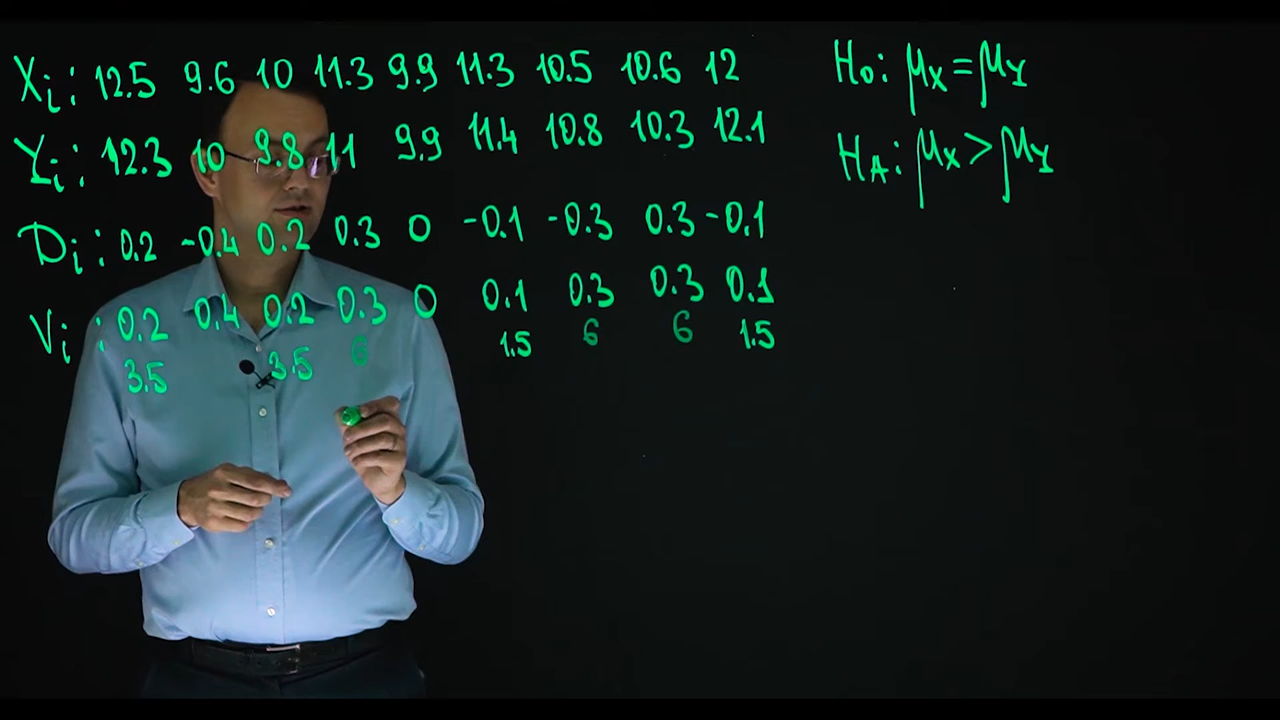 Xi: 12.5 9.6 10 11.3 9.9 11.3 10.5 10.6 12
Yi: 12.3 10 9.8 11 9.9 11.4 10.8 10.3 12.1
Di: 0.2 -0.4 0.2 0.3 0 -0.1 -0.3 0.3 -0.1
Vi: 0.2 0.4 0.2 0.3 0 0.1 0.3 0.3 0.1
3.5 3.5 6 1.5 6 6 1.5
H0: μX = μY
HA: μX > μY